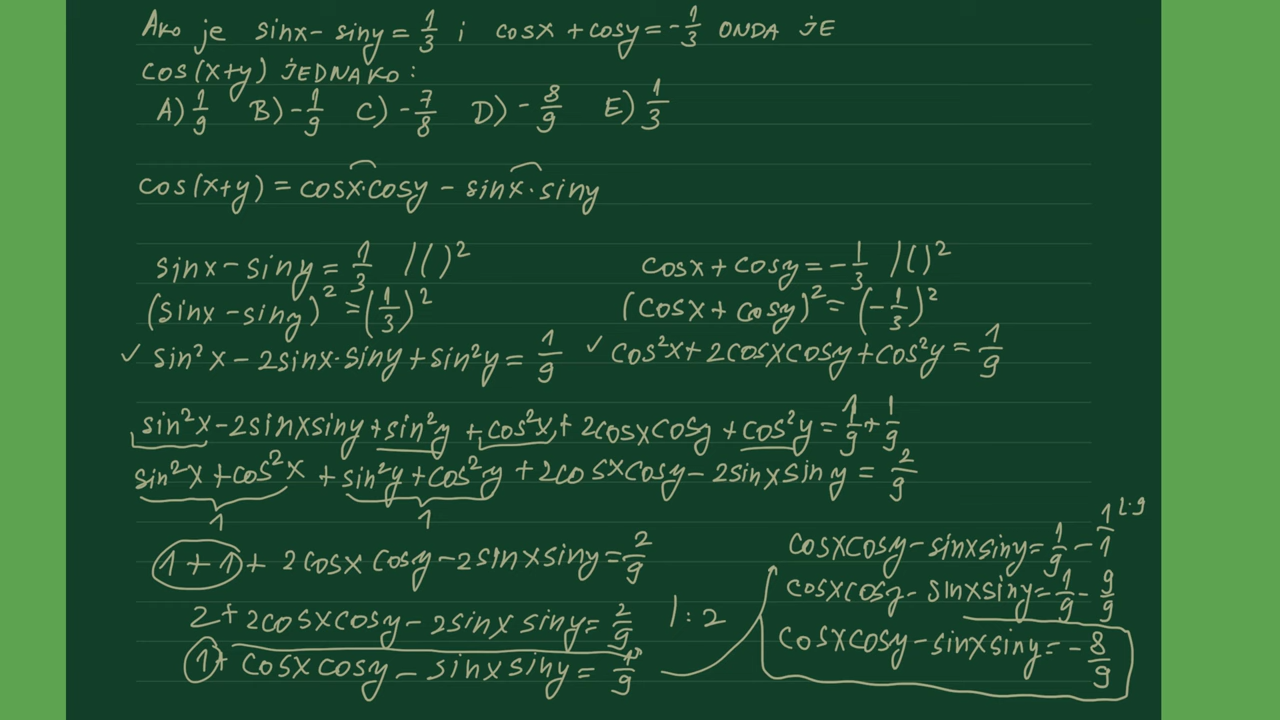 Ako je sinx - siny = 1/3 i cosx + cosy = -1/3 ONDA JE
cos(x+y) JEDNAKO:
A) 1/9 B) -1/9 C) -7/8 D) -8/9 E) 1/3
cos(x+y) = cosx·cosy - sinx·siny
sinx - siny = 1/3 /()²
(sinx - siny)² = (1/3)²
✓ sin²x - 2sinx·siny + sin²y = 1/9
cosx + cosy = -1/3 /()²
(cosx + cosy)² = (-1/3)²
✓ cos²x + 2cosxcosy + cos²y = 1/9
sin²x - 2sinxsiny + sin²y + cos²x + 2cosxcosy + cos²y = 1/9 + 1/9
sin²x + cos²x + sin²y + cos²y + 2cosxcosy - 2sinxsiny = 2/9
1 1
1 + 1 + 2cosxcosy - 2sinxsiny = 2/9
2 + 2cosxcosy - 2sinxsiny = 2/9 /:2
1 + cosxcosy - sinxsiny = 1/9
cosxcosy - sinxsiny = 1/9 - 1/1
cosxcosy - sinxsiny = 1/9 - 9/9
cosxcosy - sinxsiny = -8/9